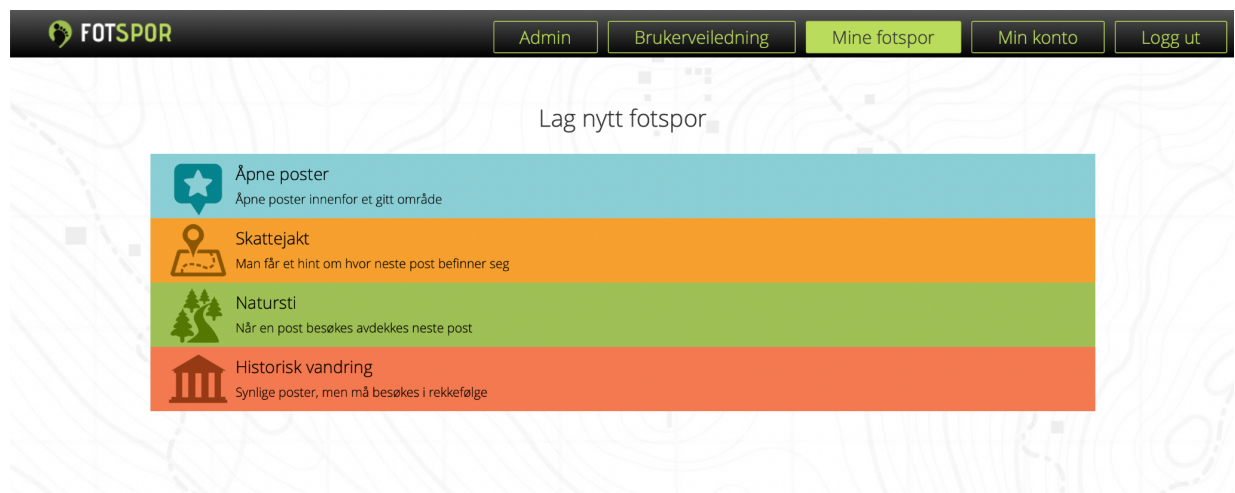 FOTSPOR Admin Brukerveiledning Mine fotspor Min konto Logg ut
Lag nytt fotspor
Åpne poster
Åpne poster innenfor et gitt område
Skattejakt
Man får et hint om hvor neste post befinner seg
Natursti
Når en post besøkes avdekkes neste post
Historisk vandring
Synlige poster, men må besøkes i rekkefølge